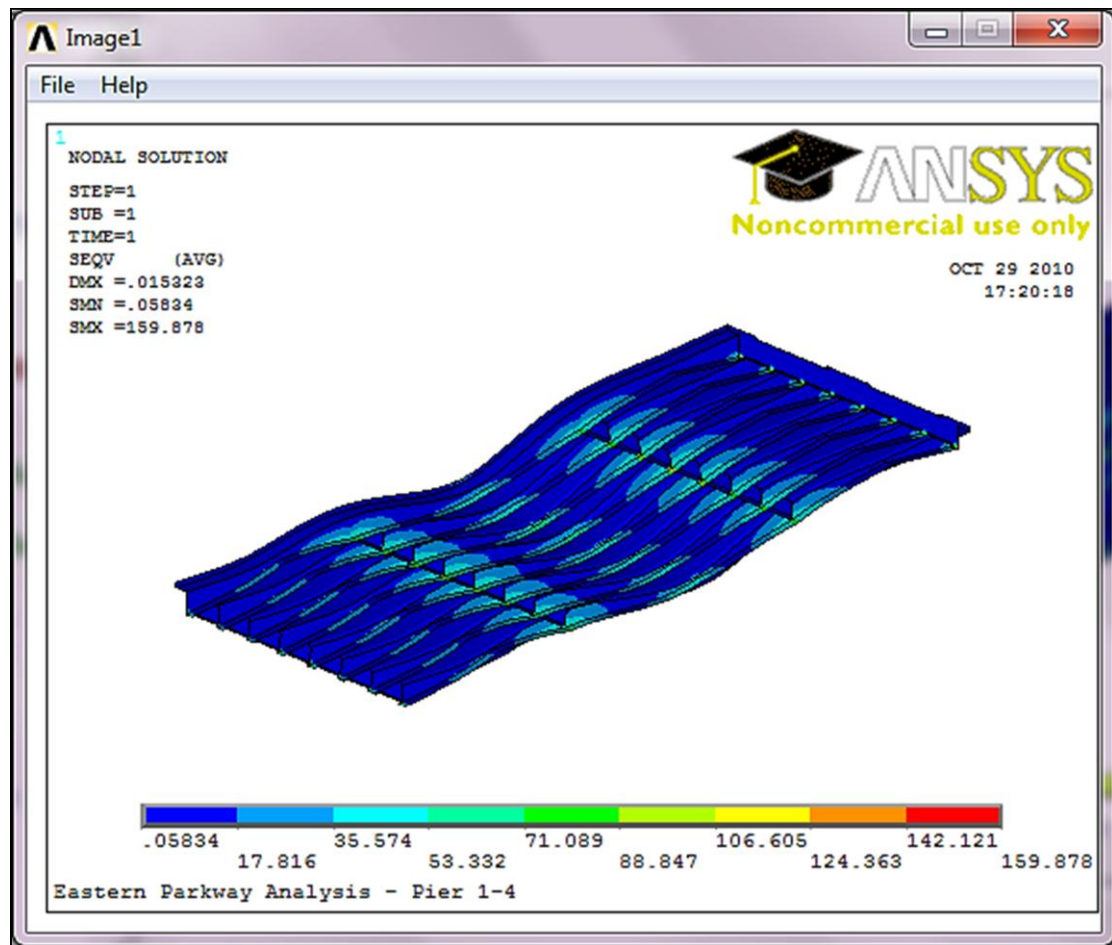 Image1
File Help
1
NODAL SOLUTION
STEP=1
SUB =1
TIME=1
SEQV (AVG)
DMX =.015323
SMN =.05834
SMX =159.878
ANSYS
Noncommercial use only
OCT 29 2010
17:20:18
.05834 35.574 71.089 106.605 142.121
17.816 53.332 88.847 124.363 159.878
Eastern Parkway Analysis - Pier 1-4